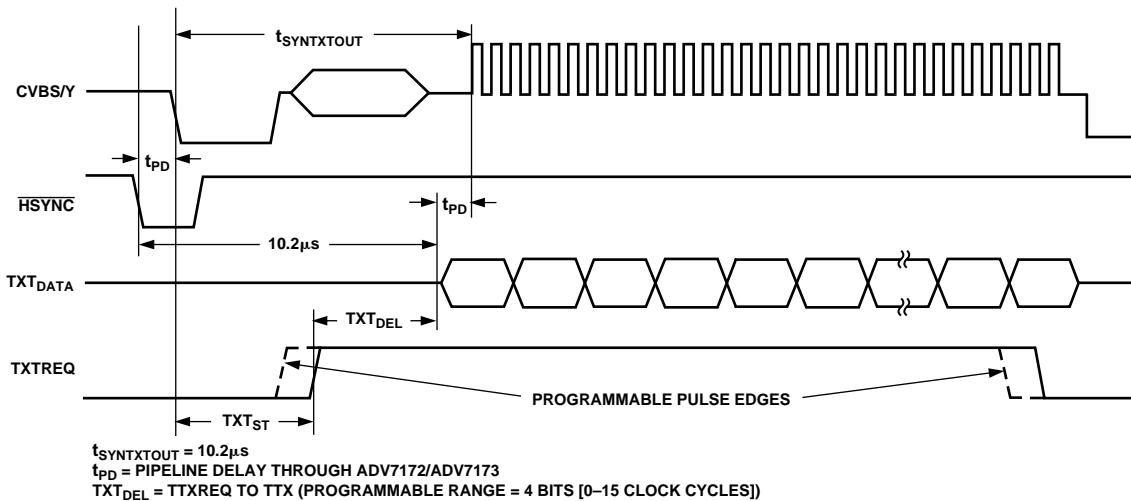 tSYNTXTOUT
CVBS/Y
tPD
HSYNC
tPD
10.2µs
TXTDATA
TXTDEL
TXTREQ
PROGRAMMABLE PULSE EDGES
TXTST
tSYNTXTOUT = 10.2µs
tPD = PIPELINE DELAY THROUGH ADV7172/ADV7173
TXTDEL = TTXREQ TO TTX (PROGRAMMABLE RANGE = 4 BITS [0–15 CLOCK CYCLES])